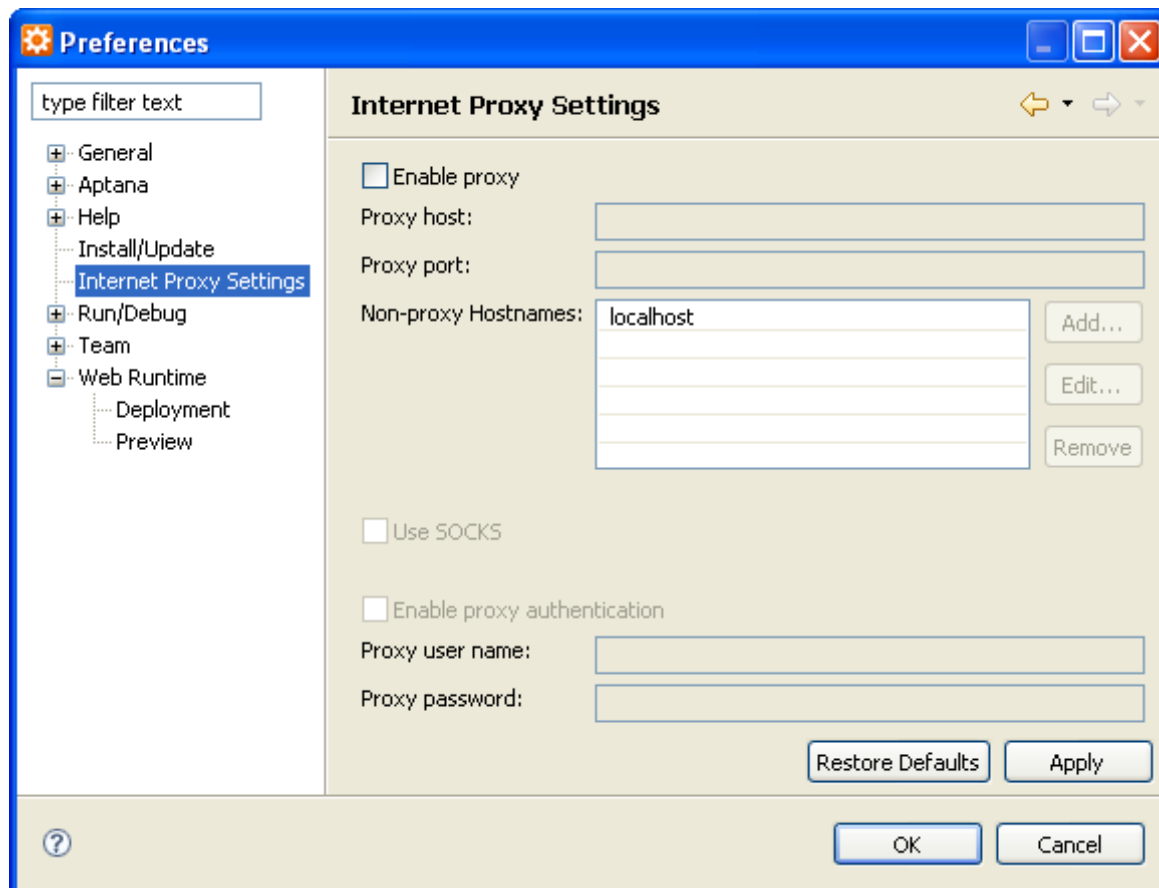 Preferences
type filter text
General
Aptana
Help
Install/Update
Internet Proxy Settings
Run/Debug
Team
Web Runtime
Deployment
Preview
Internet Proxy Settings
Enable proxy
Proxy host:
Proxy port:
Non-proxy Hostnames:
localhost
Add...
Edit...
Remove
Use SOCKS
Enable proxy authentication
Proxy user name:
Proxy password:
Restore Defaults
Apply
?
OK
Cancel